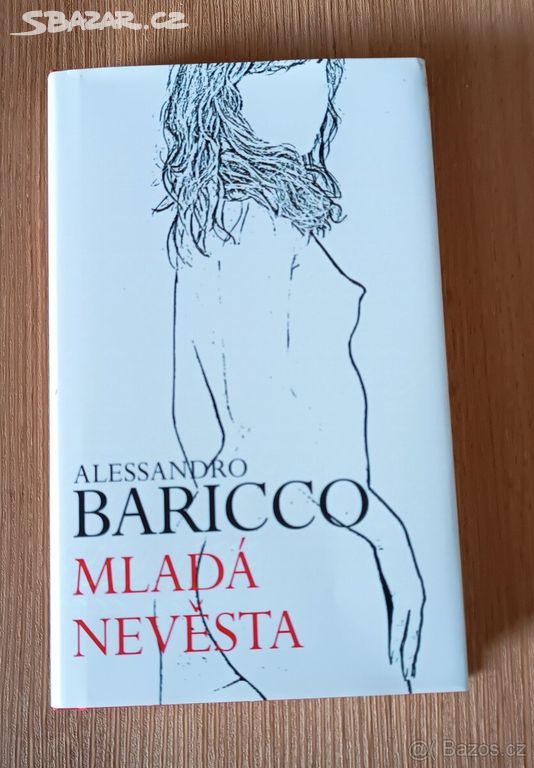 SBAZAR.CZ
ALESSANDRO
BARICCO
MLADÁ
NEVĚSTA
@ Bazos.cz